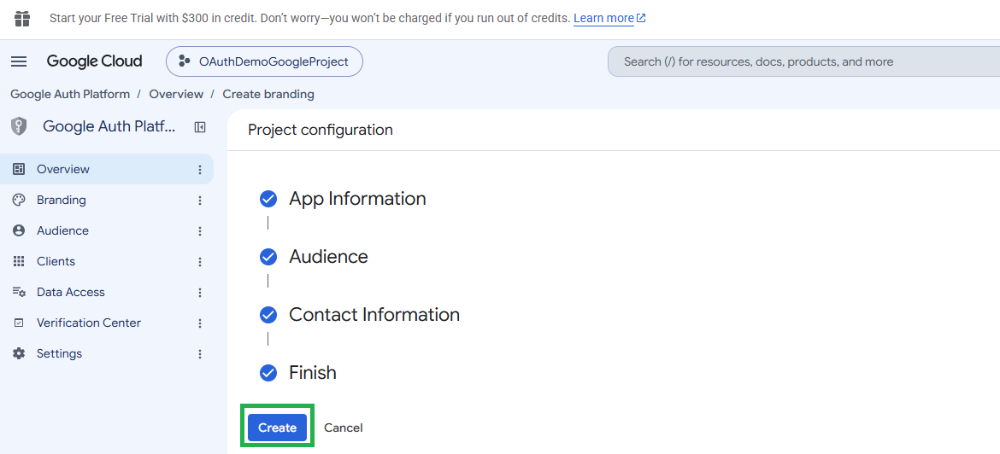 Start your Free Trial with $300 in credit. Don’t worry—you won’t be charged if you run out of credits. Learn more
Google Cloud
OAuthDemoGoogleProject
Search (/) for resources, docs, products, and more
Google Auth Platform / Overview / Create branding
Google Auth Platf...
Project configuration
Overview
Branding
Audience
Clients
Data Access
Verification Center
Settings
App Information
Audience
Contact Information
Finish
Create
Cancel